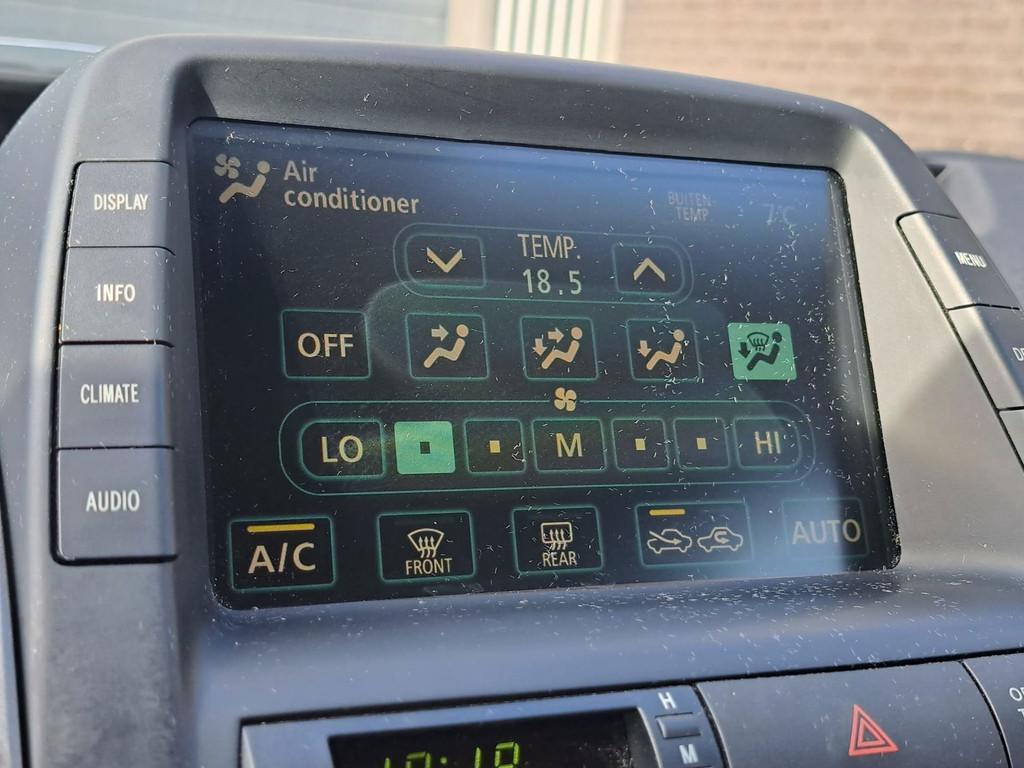 DISPLAY
INFO
CLIMATE
AUDIO
Air
conditioner
BUITEN-
TEMP
7°C
TEMP.
18.5
OFF
LO
M
HI
A/C
FRONT
REAR
AUTO
MENU
H
M